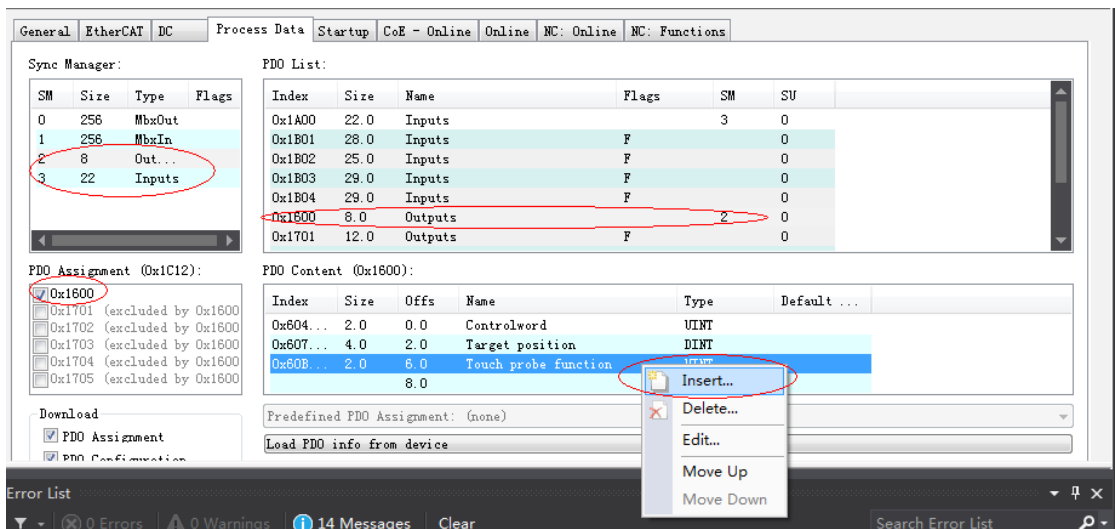 General EtherCAT DC Process Data Startup CoE - Online Online NC: Online NC: Functions
Sync Manager:
SM Size Type Flags
0 256 MbxOut
1 256 MbxIn
2 8 Out...
3 22 Inputs
PDO List:
Index Size Name Flags SM SU
0x1A00 22.0 Inputs 3 0
0x1B01 28.0 Inputs F 0
0x1B02 25.0 Inputs F 0
0x1B03 29.0 Inputs F 0
0x1B04 29.0 Inputs F 0
0x1600 8.0 Outputs 2 0
0x1701 12.0 Outputs F 0
PDO Assignment (0x1C12):
0x1600
0x1701 (excluded by 0x1600
0x1702 (excluded by 0x1600
0x1703 (excluded by 0x1600
0x1704 (excluded by 0x1600
0x1705 (excluded by 0x1600
PDO Content (0x1600):
Index Size Offs Name Type Default ...
0x604... 2.0 0.0 Controlword UINT
0x607... 4.0 2.0 Target position DINT
0x60B... 2.0 6.0 Touch probe function UINT
8.0
Insert...
Delete...
Edit...
Move Up
Move Down
Download
PDO Assignment
PDO Configuration
Predefined PDO Assignment: (none)
Load PDO info from device
Error List
0 Errors 0 Warnings 14 Messages Clear Search Error List